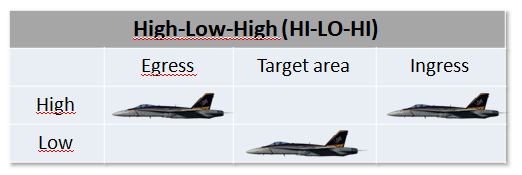 High-Low-High (HI-LO-HI)
Egress Target area Ingress
High
Low